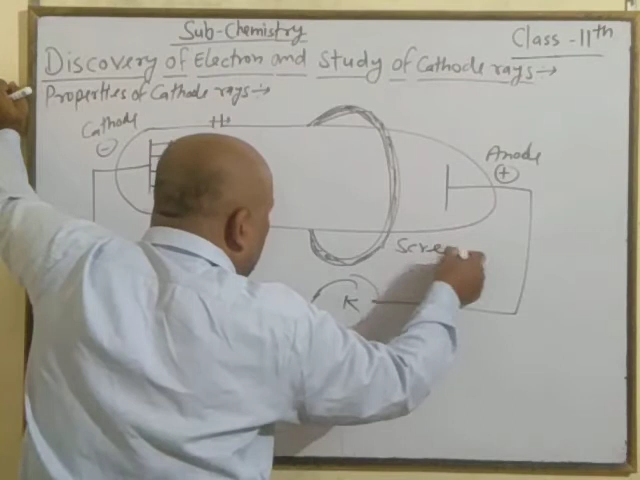 Sub-Chemistry
Class-11th
Discovery of Electron and Study of Cathode rays→
Properties of Cathode rays→
Cathode
Anode
Scre
K